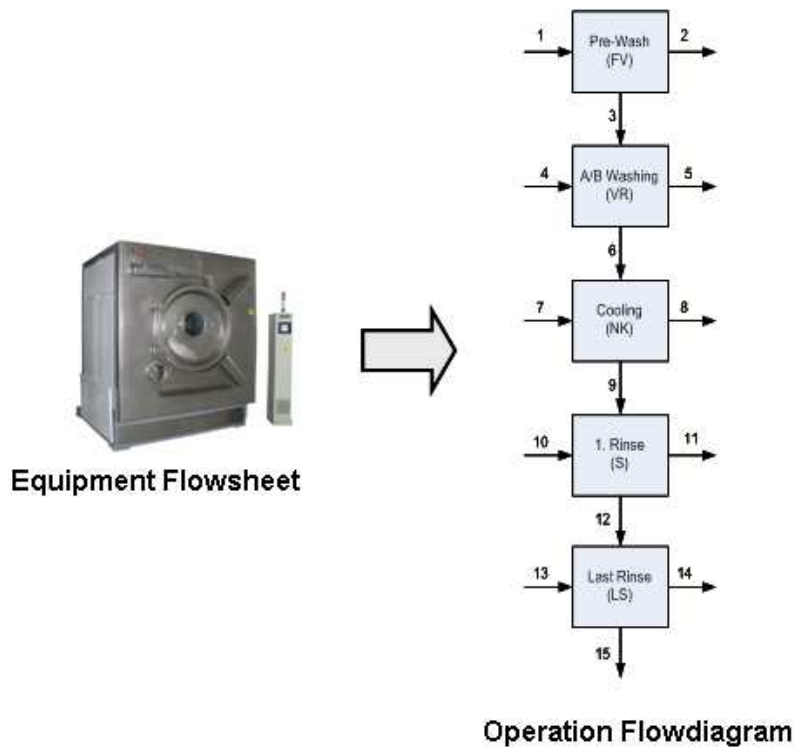 1
Pre-Wash
(FV)
2
3
4
A/B Washing
(VR)
5
6
7
Cooling
(NK)
8
9
10
1. Rinse
(S)
11
12
13
Last Rinse
(LS)
14
15
Equipment Flowsheet
Operation Flowdiagram